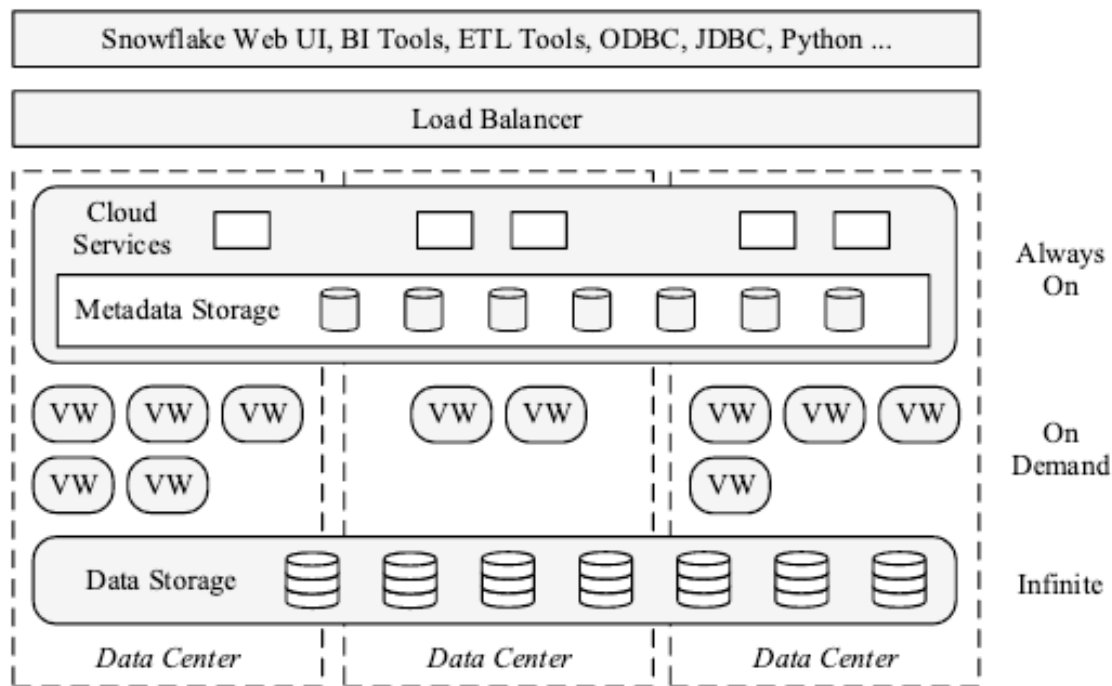 Snowflake Web UI, BI Tools, ETL Tools, ODBC, JDBC, Python ...
Load Balancer
Cloud
Services
Always
On
Metadata Storage
VW VW VW VW VW VW VW VW
On
Demand
VW VW VW
Data Storage
Infinite
Data Center Data Center Data Center